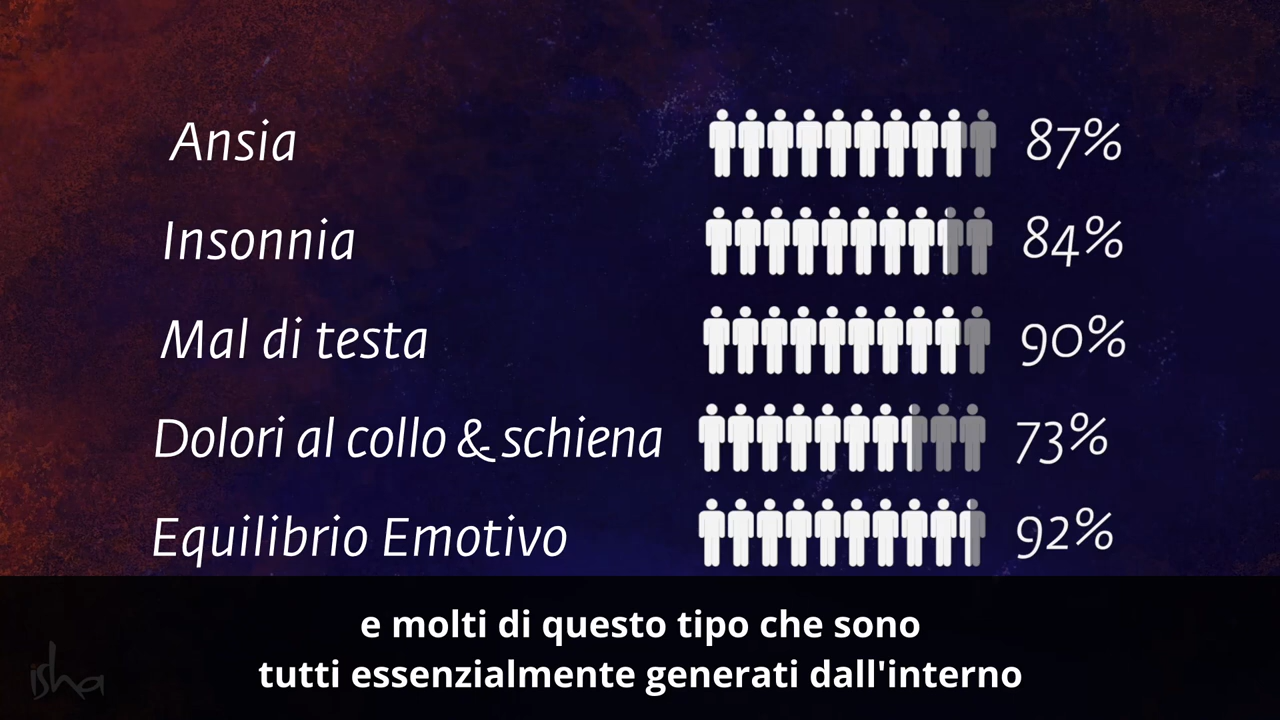 Ansia 87%
Insonnia 84%
Mal di testa 90%
Dolori al collo & schiena 73%
Equilibrio Emotivo 92%
e molti di questo tipo che sono
tutti essenzialmente generati dall'interno
isha